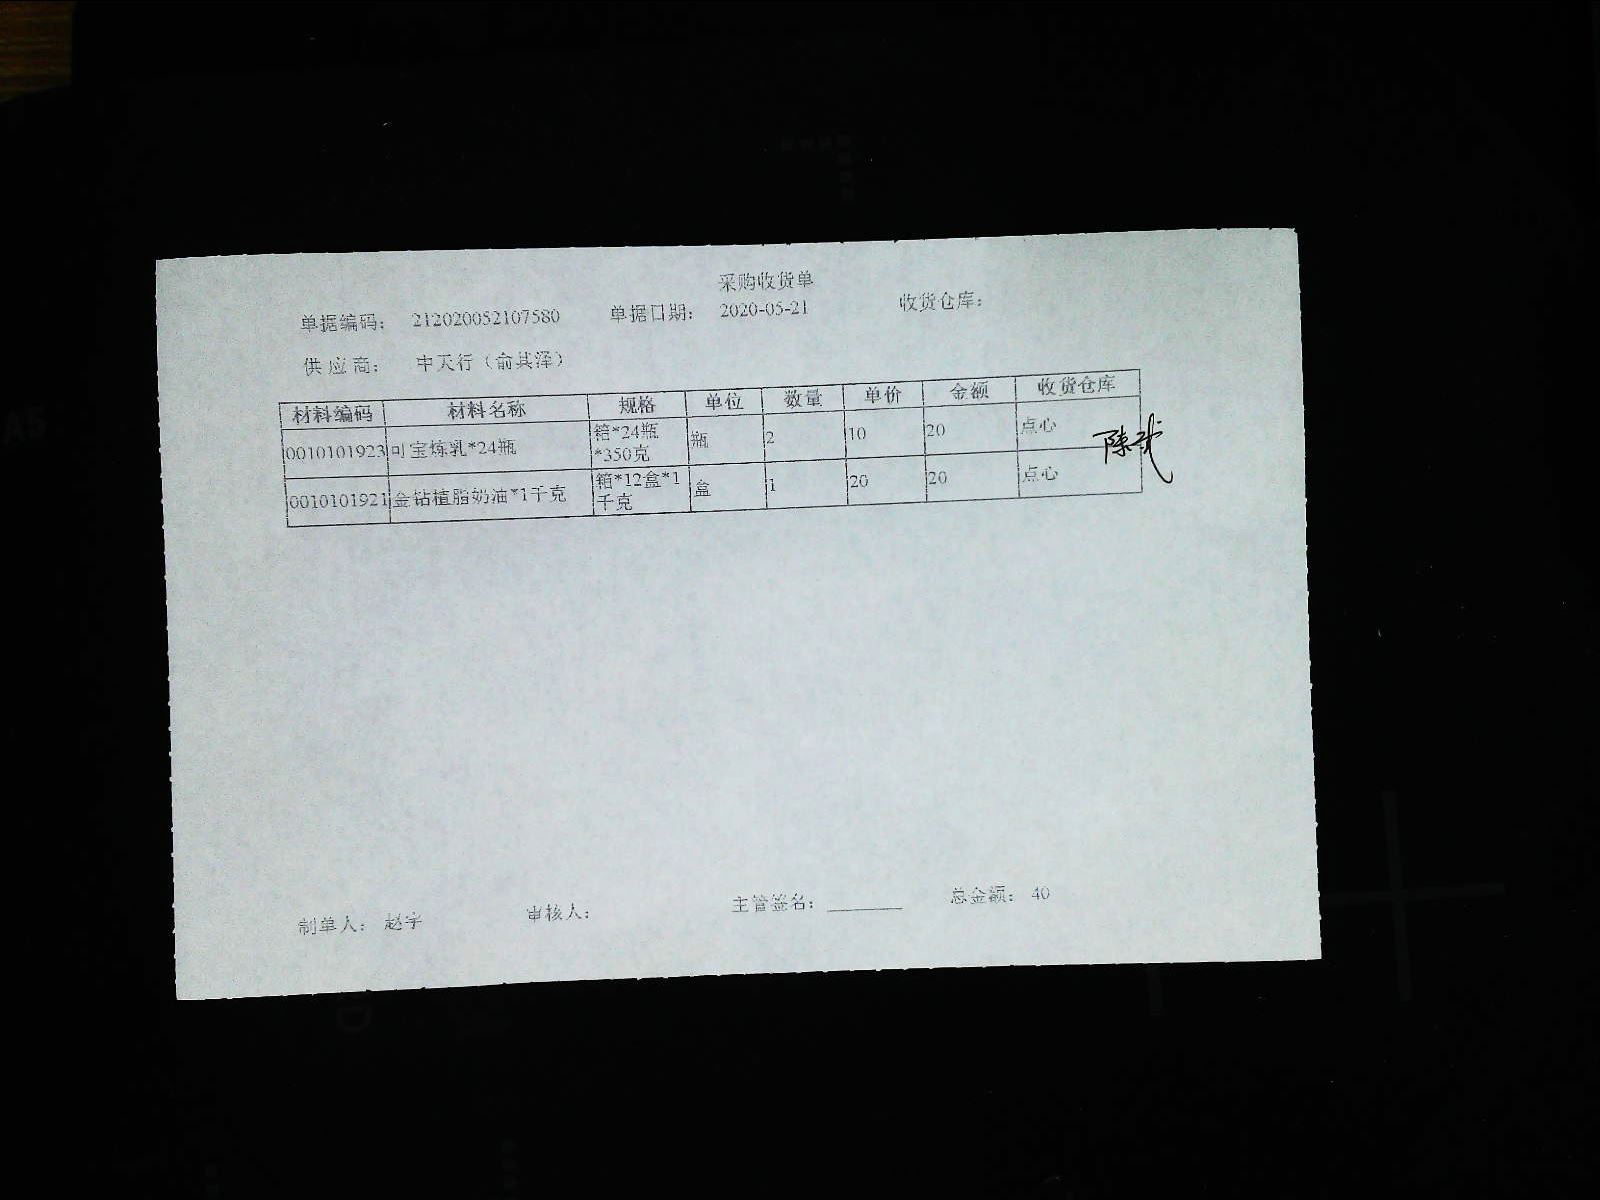 采购收货单
单据编码： 212020052107580 单据日期： 2020-05-21 收货仓库：
供应商： 申天行（俞其泽）
材料编码 材料名称 规格 单位 数量 单价 金额 收货仓库
0010101923 可宝炼乳*24瓶 箱*24瓶*350克 瓶 2 10 20 点心
0010101921 金钻植脂奶油*1千克 箱*12盒*1千克 盒 1 20 20 点心
制单人： 赵宇 审核人： 主管签名： 总金额： 40